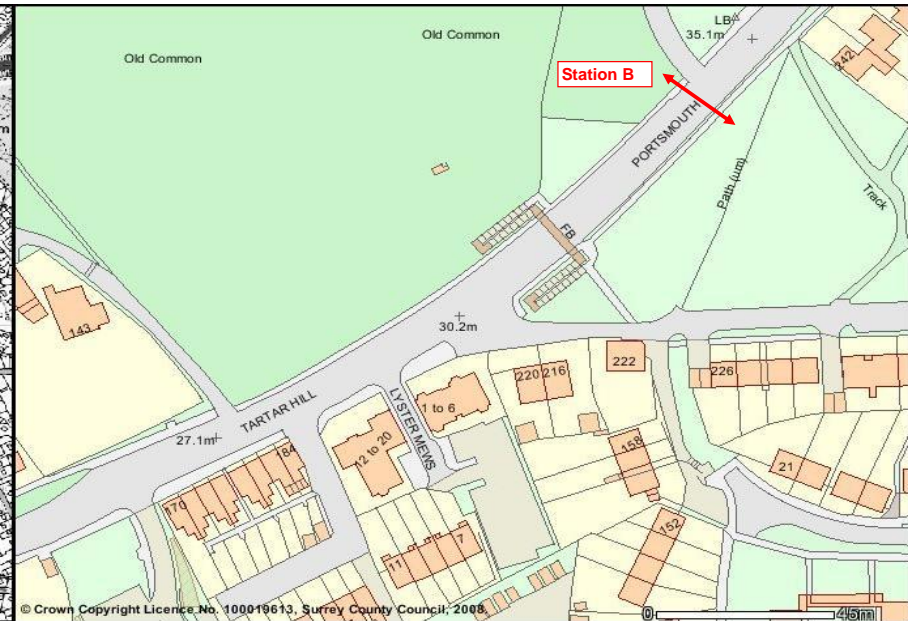 Old Common
Old Common
LB
35.1m
242
Station B
PORTSMOUTH
Path (um)
Track
FB
143
30.2m
222
220 216
226
1 to 6
LYSTER MEWS
TARTAR HILL
27.1m
12 to 20
184
158
21
170
152
7
11
© Crown Copyright Licence No. 100019613, Surrey County Council, 2008.
0 45m